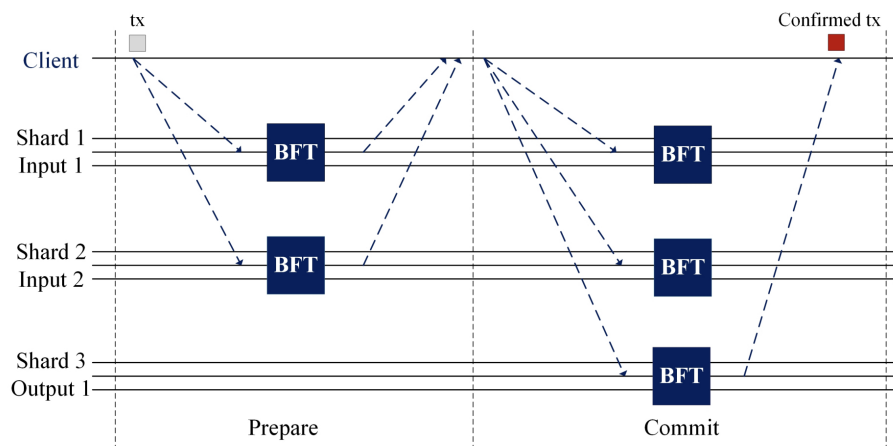 tx
Confirmed tx
Client
Shard 1
Input 1
BFT
BFT
Shard 2
Input 2
BFT
BFT
Shard 3
Output 1
BFT
Prepare
Commit